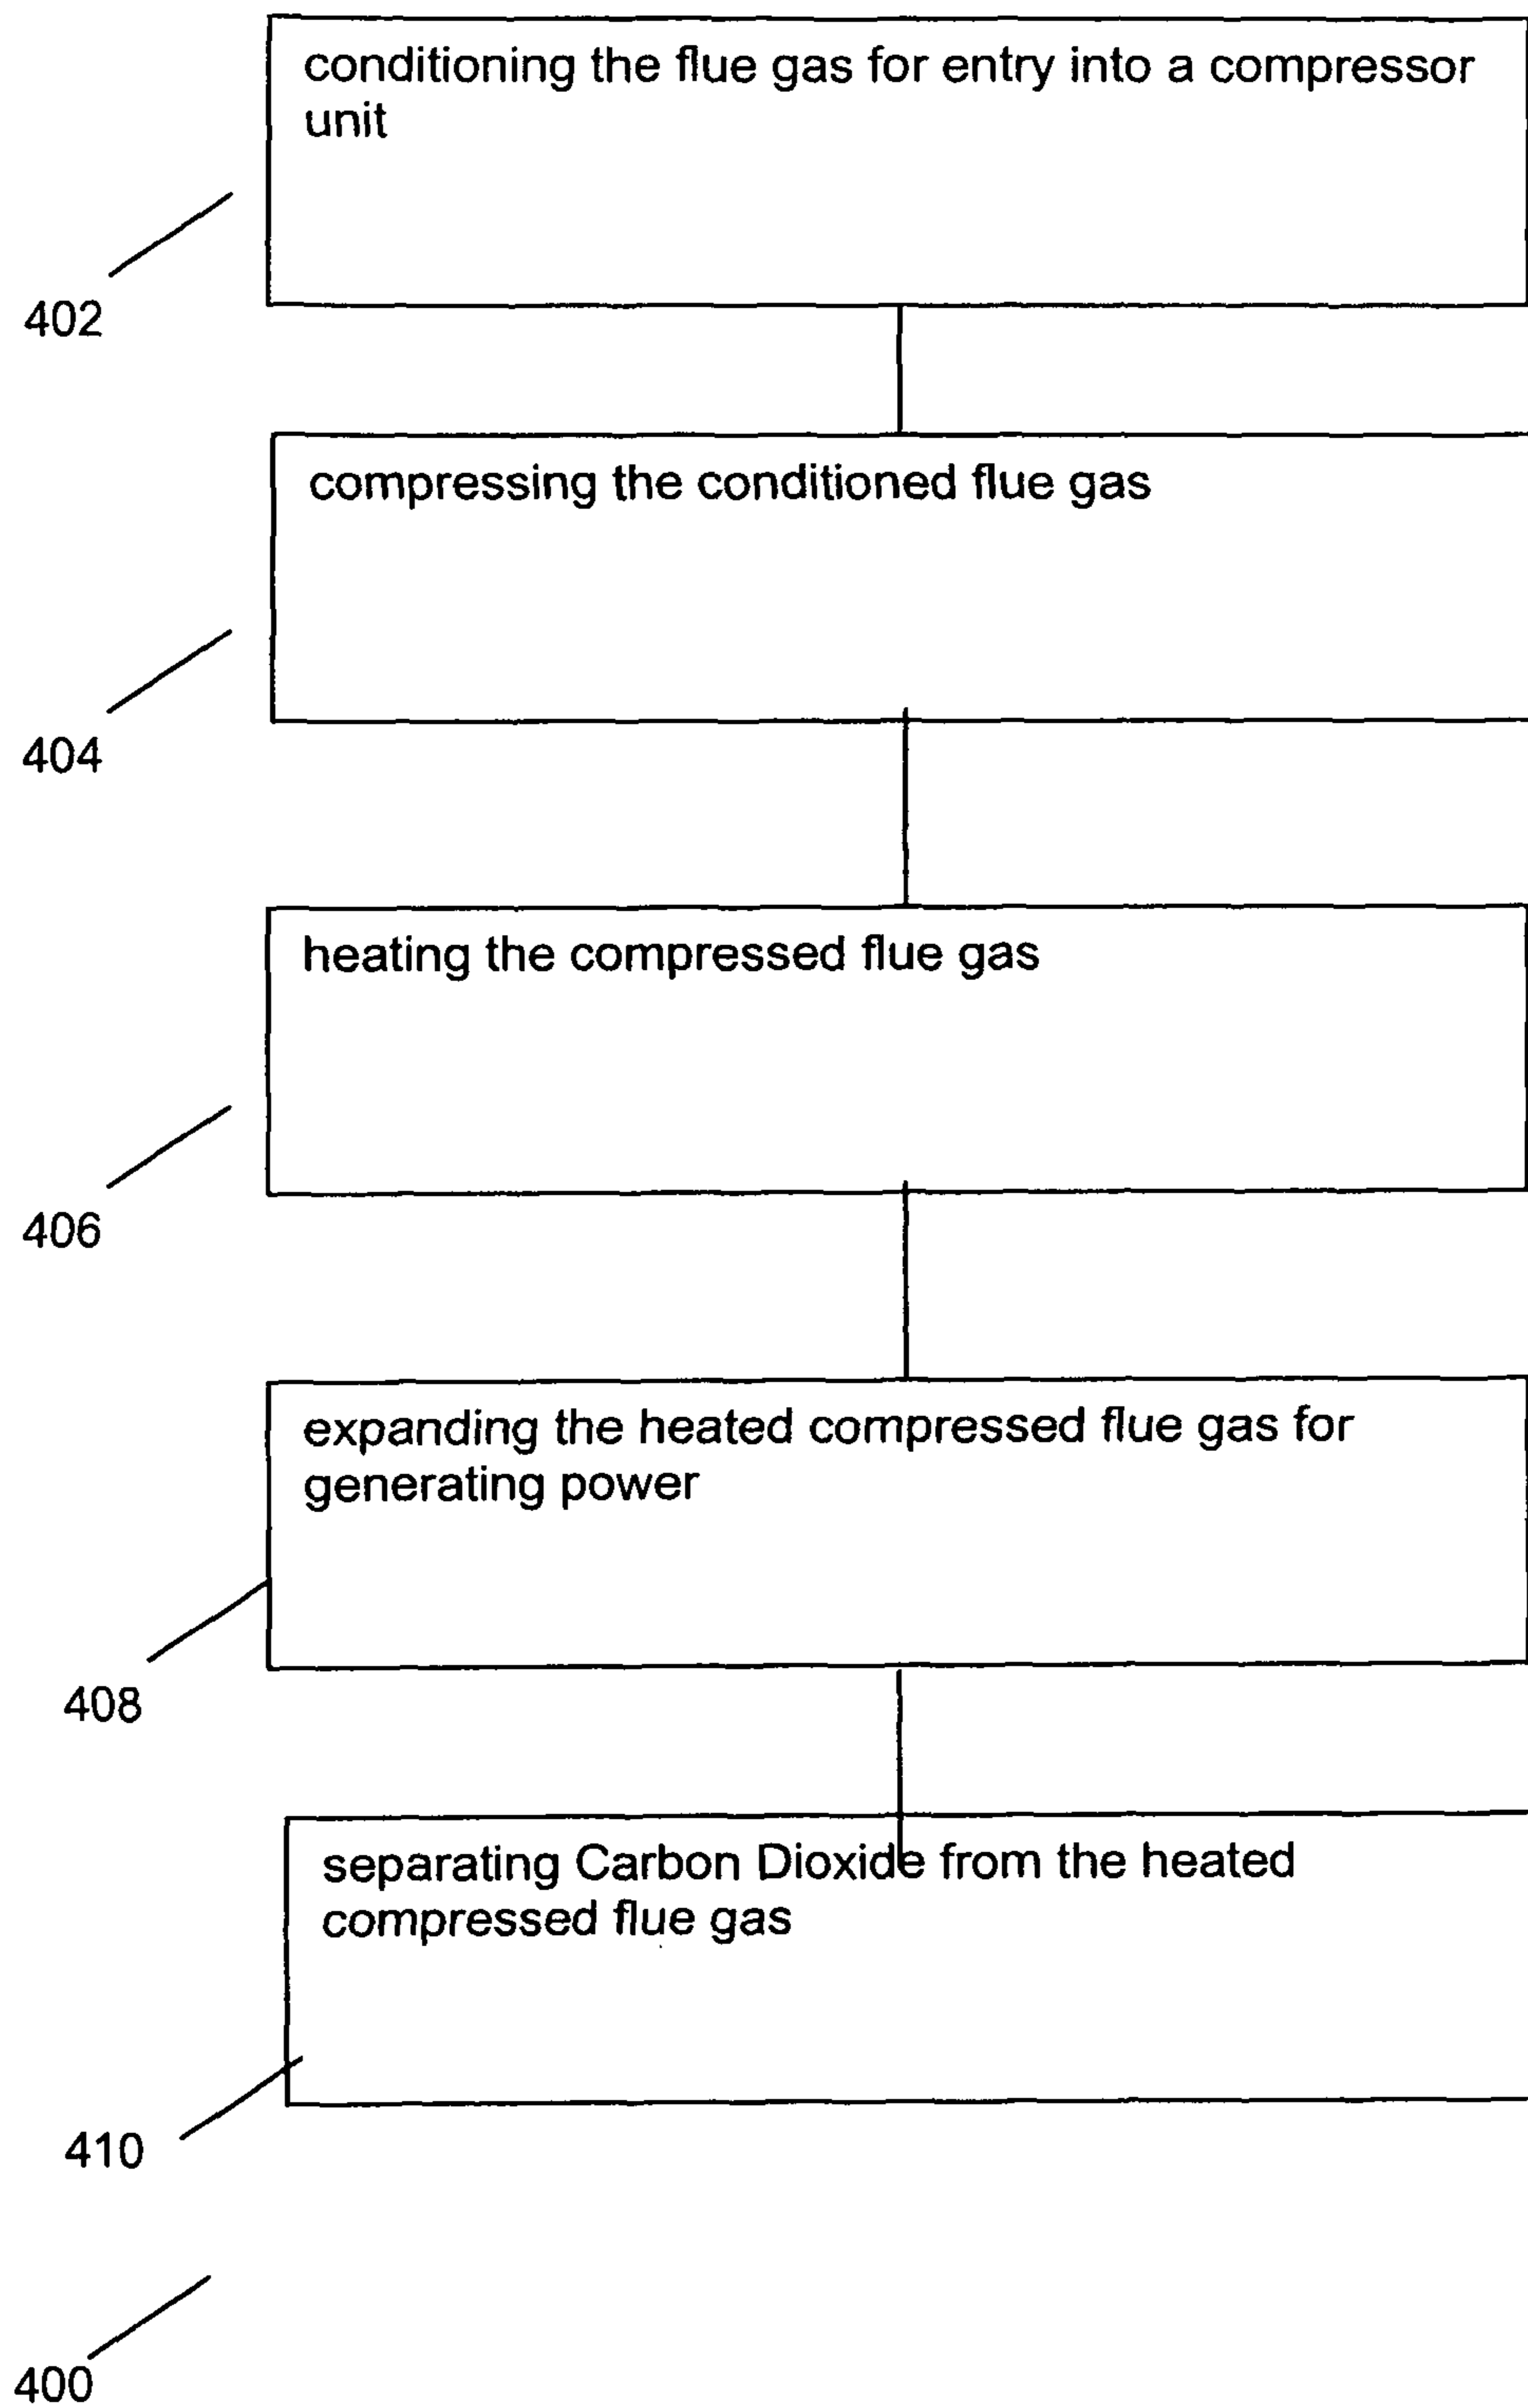 conditioning the flue gas for entry into a compressor
unit
402
compressing the conditioned flue gas
404
heating the compressed flue gas
406
expanding the heated compressed flue gas for
generating power
408
separating Carbon Dioxide from the heated
compressed flue gas
410
400